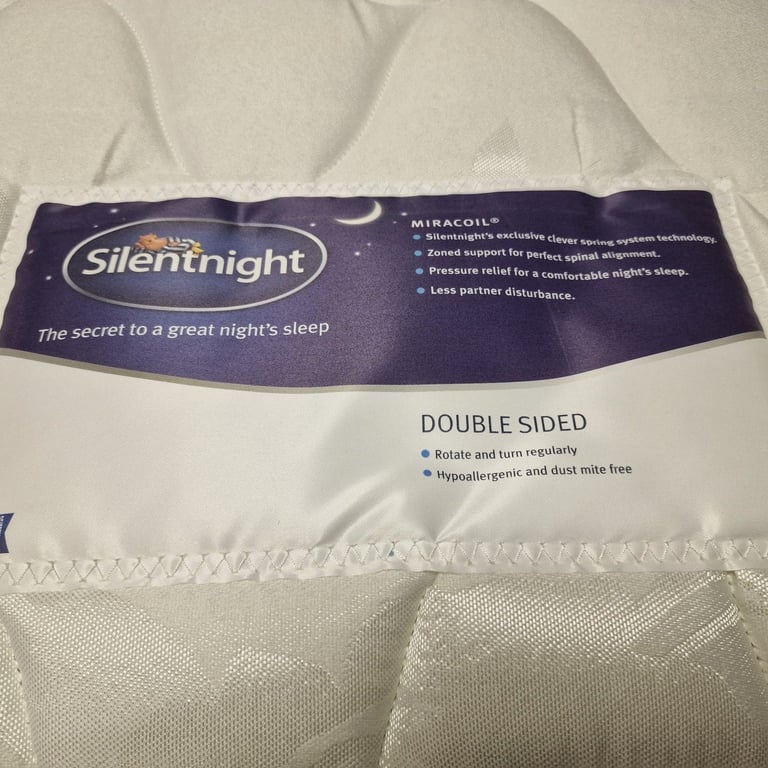 Silentnight
The secret to a great night's sleep
MIRACOIL®
Silentnight's exclusive clever spring system technology.
Zoned support for perfect spinal alignment.
Pressure relief for a comfortable night's sleep.
Less partner disturbance.
DOUBLE SIDED
Rotate and turn regularly
Hypoallergenic and dust mite free